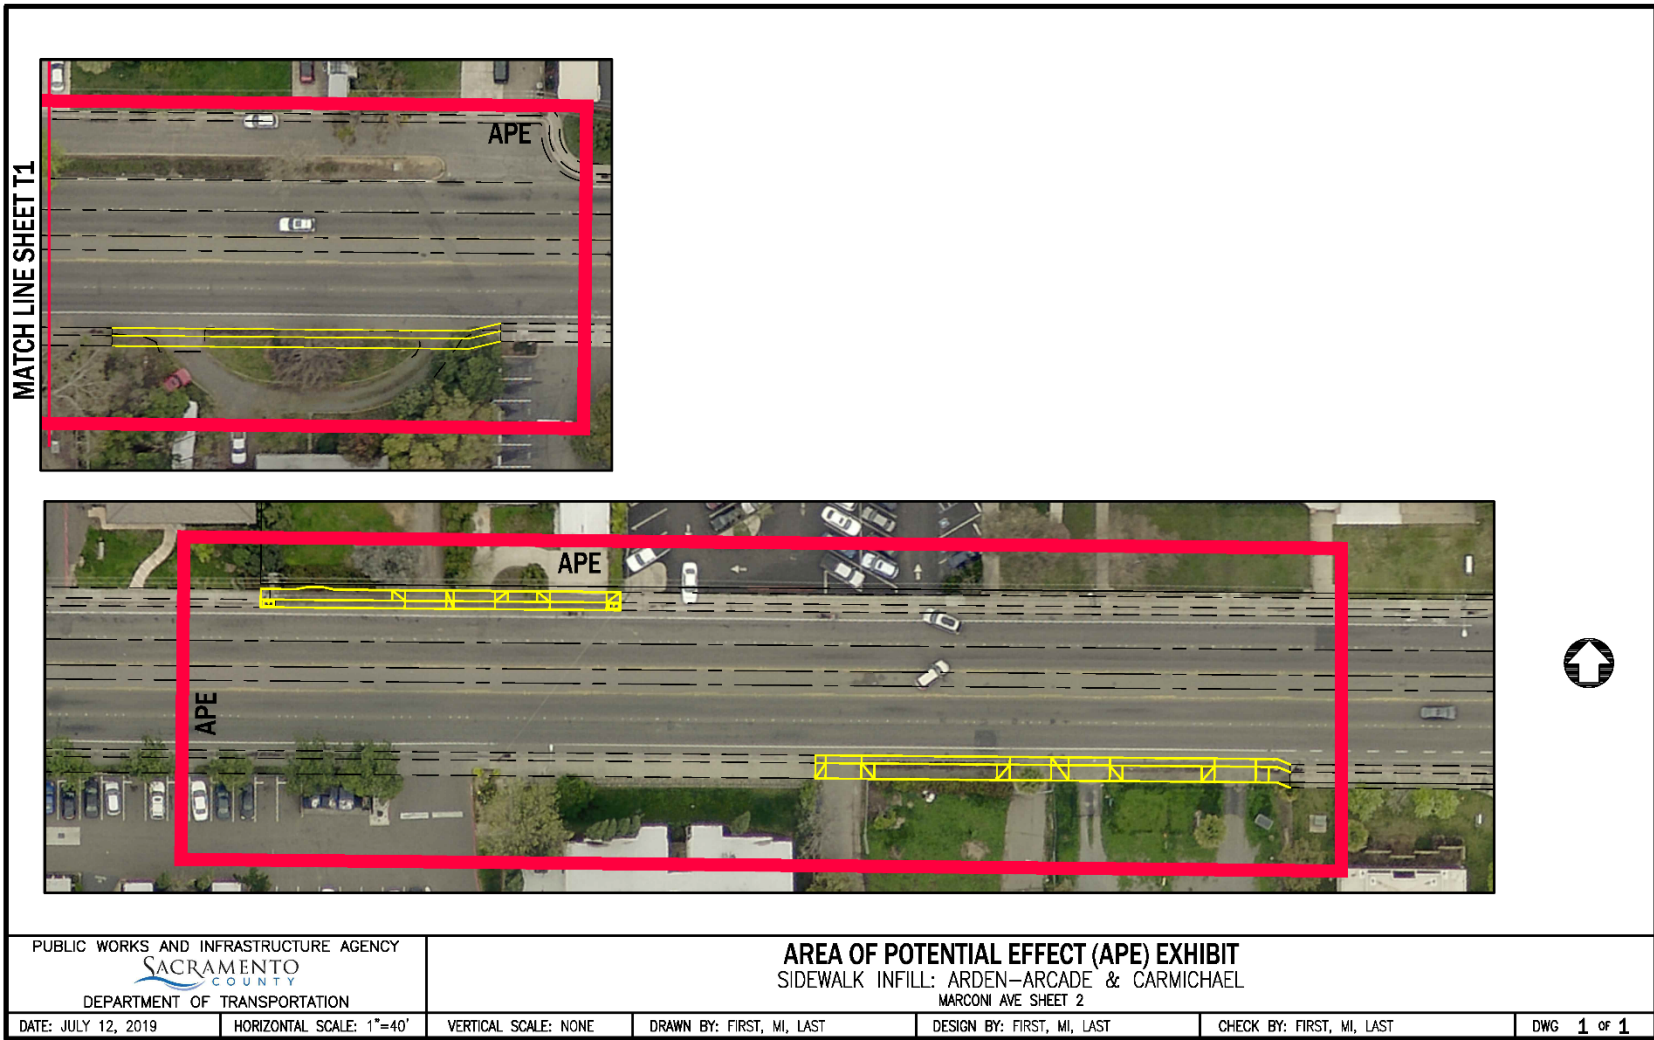 MATCH LINE SHEET T1
APE
APE
APE
PUBLIC WORKS AND INFRASTRUCTURE AGENCY
SACRAMENTO
COUNTY
DEPARTMENT OF TRANSPORTATION
AREA OF POTENTIAL EFFECT (APE) EXHIBIT
SIDEWALK INFILL: ARDEN-ARCADE & CARMICHAEL
MARCONI AVE SHEET 2
DATE: JULY 12, 2019
HORIZONTAL SCALE: 1"=40'
VERTICAL SCALE: NONE
DRAWN BY: FIRST, MI, LAST
DESIGN BY: FIRST, MI, LAST
CHECK BY: FIRST, MI, LAST
DWG 1 OF 1